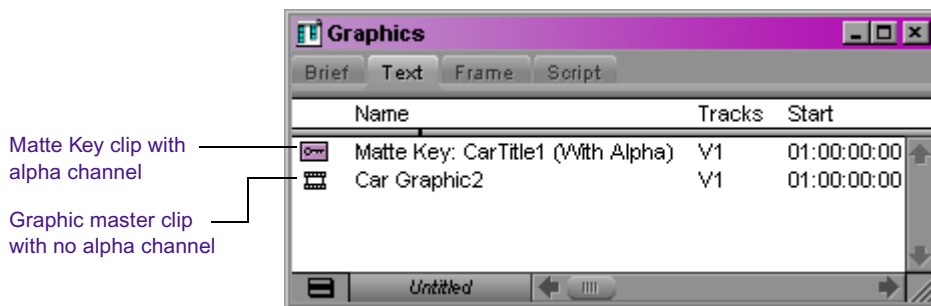 Graphics
Brief Text Frame Script
Name Tracks Start
Matte Key: CarTitle1 (With Alpha) V1 01:00:00:00
Car Graphic2 V1 01:00:00:00
Untitled
Matte Key clip with
alpha channel
Graphic master clip
with no alpha channel